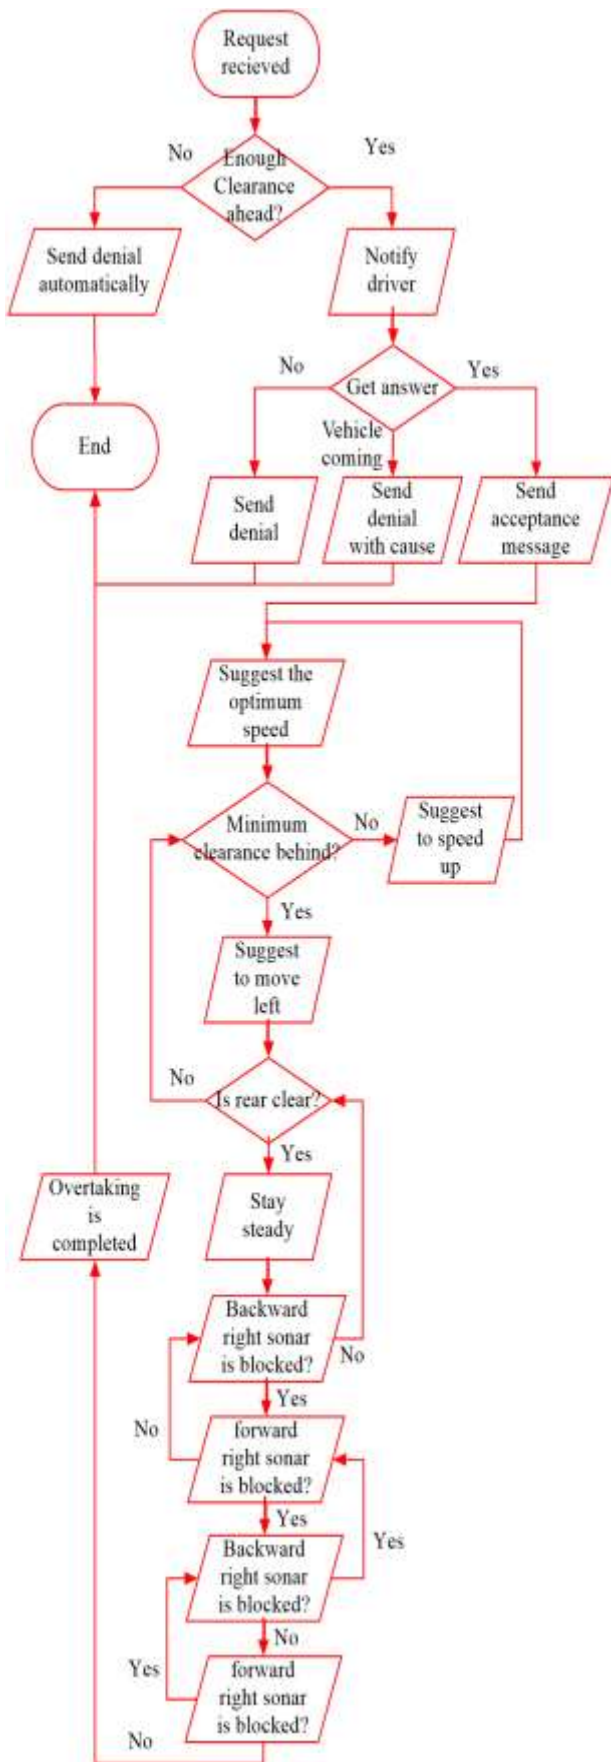 Request
recieved
No
Yes
Enough
Clearance
ahead?
Send denial
automatically
Notify
driver
No
Yes
Get answer
End
Vehicle
coming
Send
denial
Send
denial
with cause
Send
acceptance
message
Suggest the
optimum
speed
Minimum
clearance behind?
No
Suggest
to speed
up
Yes
Suggest
to move
left
No
Is rear clear?
Yes
Overtaking
is
completed
Stay
steady
Backward
right sonar
is blocked?
No
Yes
No
forward
right sonar
is blocked?
Yes
Yes
Backward
right sonar
is blocked?
No
Yes
forward
right sonar
is blocked?
No